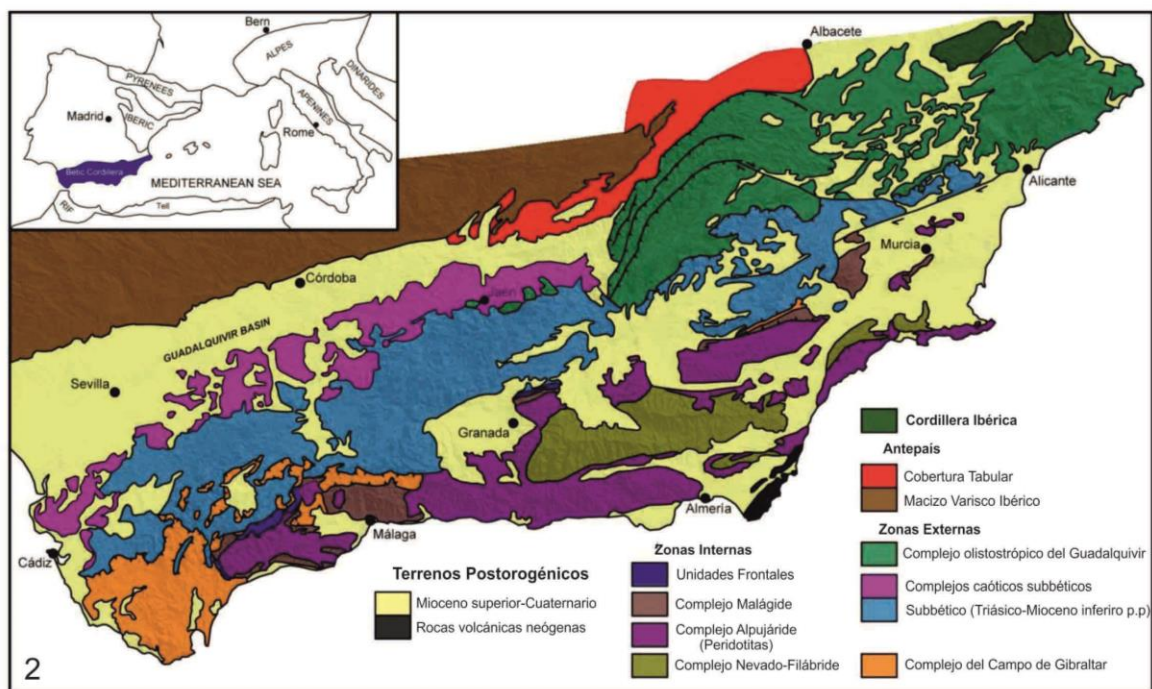 Bern
ALPES
DINARIDES
PYRENEES
APENINES
IBERIC
Madrid
Rome
Betic Cordillera
MEDITERRANEAN SEA
RIF
Tell
Albacete
Alicante
Murcia
Córdoba
Jaén
GUADALQUIVIR BASIN
Sevilla
Granada
Almería
Málaga
Cádiz
Terrenos Postorogénicos
Mioceno superior-Cuaternario
Rocas volcánicas neógenas
Zonas Internas
Unidades Frontales
Complejo Malágide
Complejo Alpujáride
(Peridotitas)
Complejo Nevado-Filábride
Cordillera Ibérica
Antepais
Cobertura Tabular
Macizo Varisco Ibérico
Zonas Externas
Complejo olistostrópico del Guadalquivir
Complejos caóticos subbéticos
Subbético (Triásico-Mioceno inferiro p.p)
Complejo del Campo de Gibraltar
2